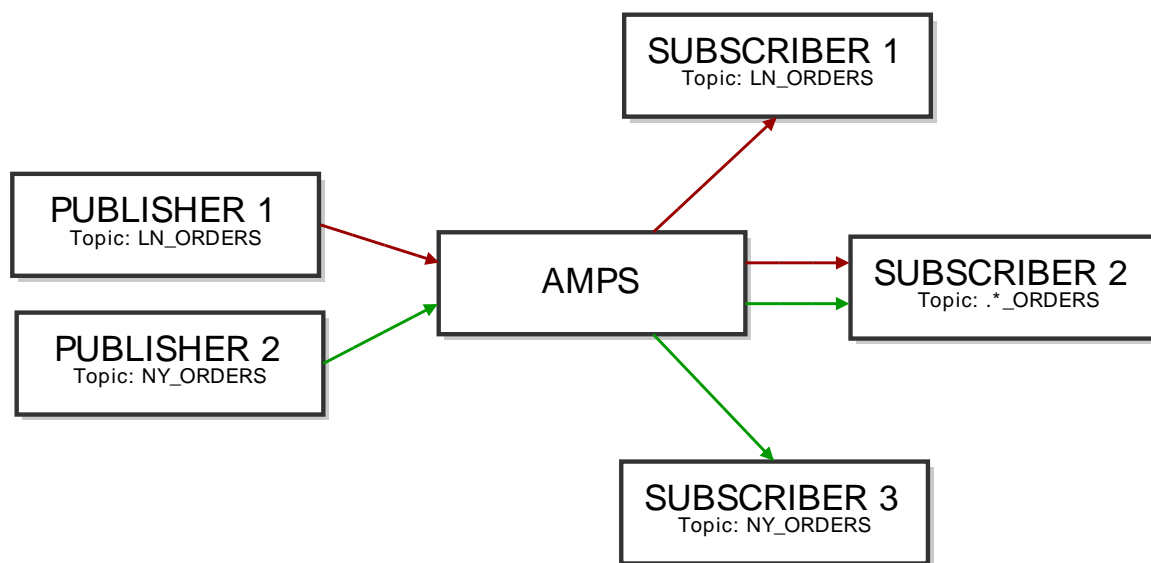 SUBSCRIBER 1
Topic: LN_ORDERS
PUBLISHER 1
Topic: LN_ORDERS
AMPS
SUBSCRIBER 2
Topic: .*_ORDERS
PUBLISHER 2
Topic: NY_ORDERS
SUBSCRIBER 3
Topic: NY_ORDERS